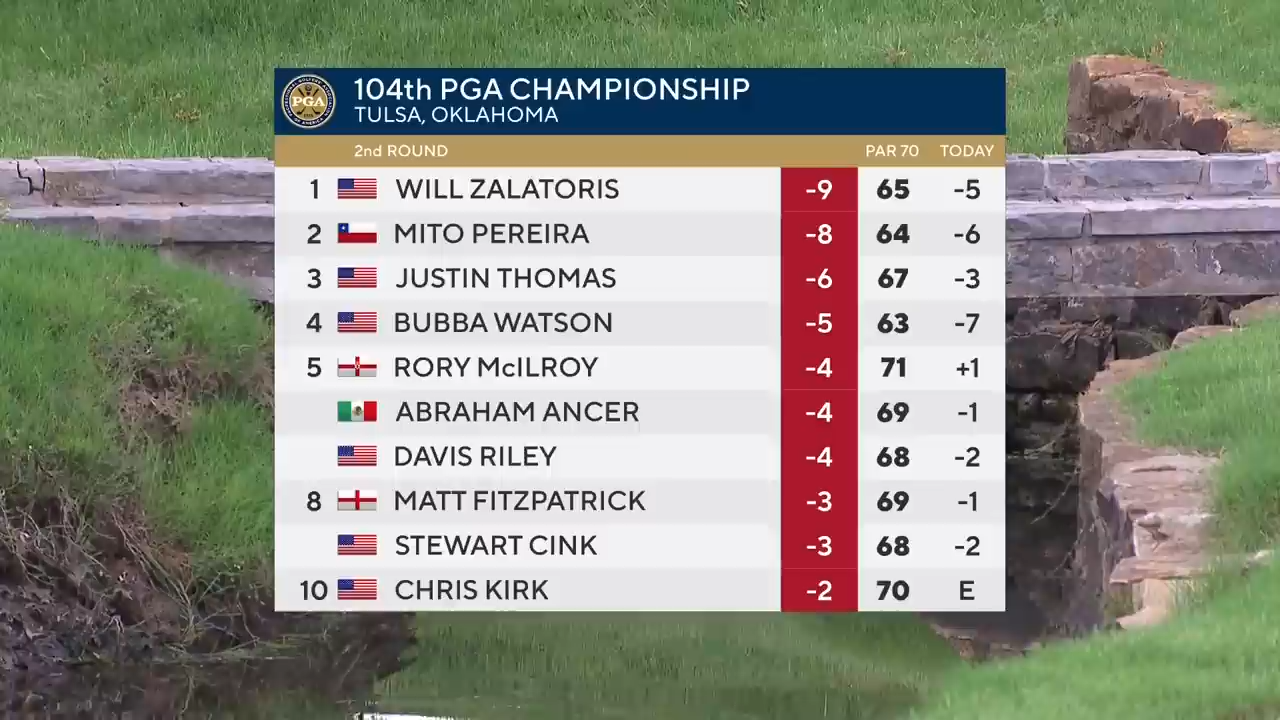 PGA
104th PGA CHAMPIONSHIP
TULSA, OKLAHOMA
2nd ROUND PAR 70 TODAY
1 WILL ZALATORIS -9 65 -5
2 MITO PEREIRA -8 64 -6
3 JUSTIN THOMAS -6 67 -3
4 BUBBA WATSON -5 63 -7
5 RORY McILROY -4 71 +1
ABRAHAM ANCER -4 69 -1
DAVIS RILEY -4 68 -2
8 MATT FITZPATRICK -3 69 -1
STEWART CINK -3 68 -2
10 CHRIS KIRK -2 70 E